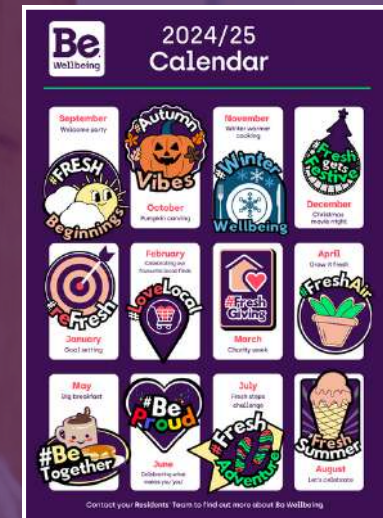 Be.
Wellbeing
2024/25
Calendar
September
Welcome party
#FRESH
Beginnings
#Autumn
Vibes
October
Pumpkin carving
November
Winter warmer
cooking
#Winter
Wellbeing
Fresh
gets
Festive
December
Christmas
movie night
#reFresh
January
Goal setting
February
Celebrating our
favourite local finds
#LoveLocal
#Fresh
Giving
March
Charity week
April
Grow it fresh
#FreshAir
May
Big breakfast
#Be
Together
#Be
Proud
June
Celebrating what
makes you 'you'
July
Fresh steps
challenge
#Fresh
Adventure
#Fresh
Summer
August
Let's celebrate
Contact your Residents' Team to find out more about Be Wellbeing